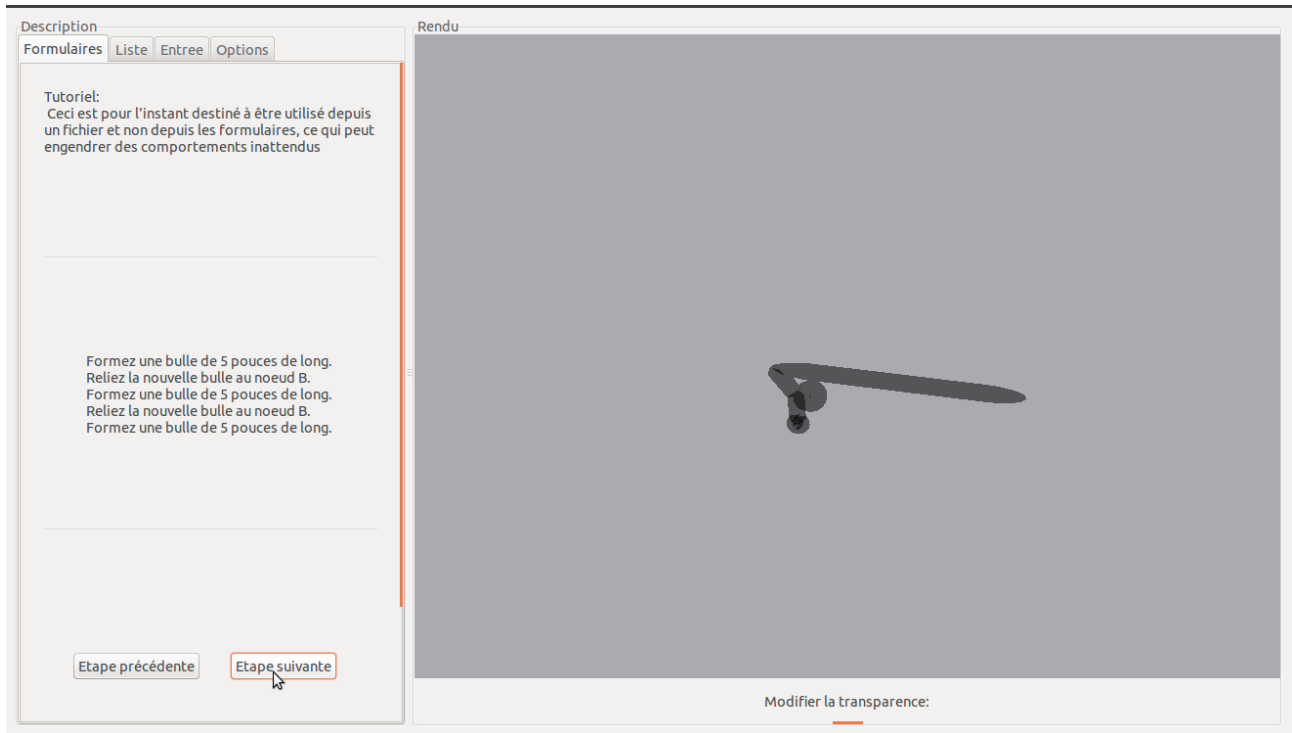 Description
Formulaires Liste Entree Options
Tutoriel:
Ceci est pour l'instant destiné à être utilisé depuis
un fichier et non depuis les formulaires, ce qui peut
engendrer des comportements inattendus
Formez une bulle de 5 pouces de long.
Reliez la nouvelle bulle au noeud B.
Formez une bulle de 5 pouces de long.
Reliez la nouvelle bulle au noeud B.
Formez une bulle de 5 pouces de long.
Etape précédente Etape suivante
Rendu
Modifier la transparence: